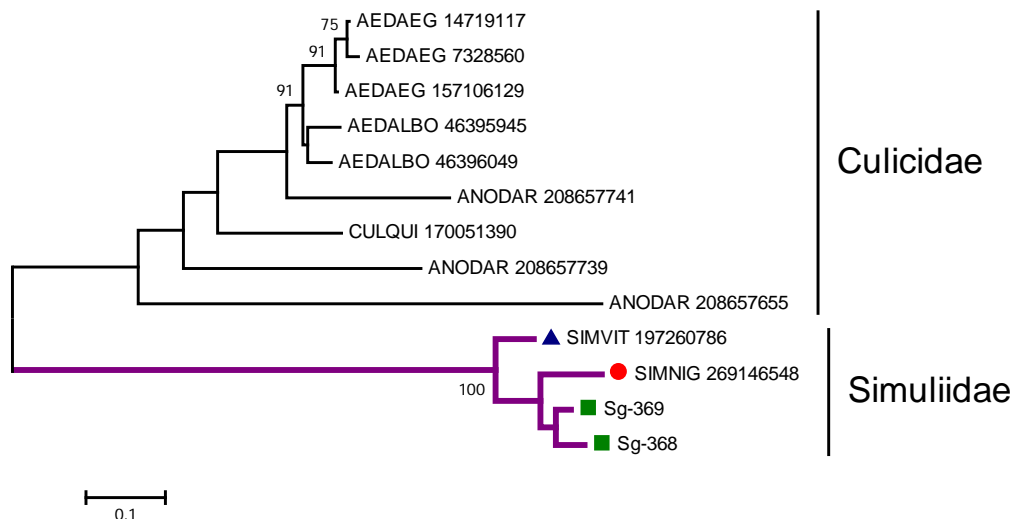 75
AEDAEG 14719117
91
AEDAEG 7328560
91
AEDAEG 157106129
AEDALBO 46395945
AEDALBO 46396049
Culicidae
ANODAR 208657741
CULQUI 170051390
ANODAR 208657739
ANODAR 208657655
SIMVIT 197260786
100
SIMNIG 269146548
Simuliidae
Sg-369
Sg-368
0.1